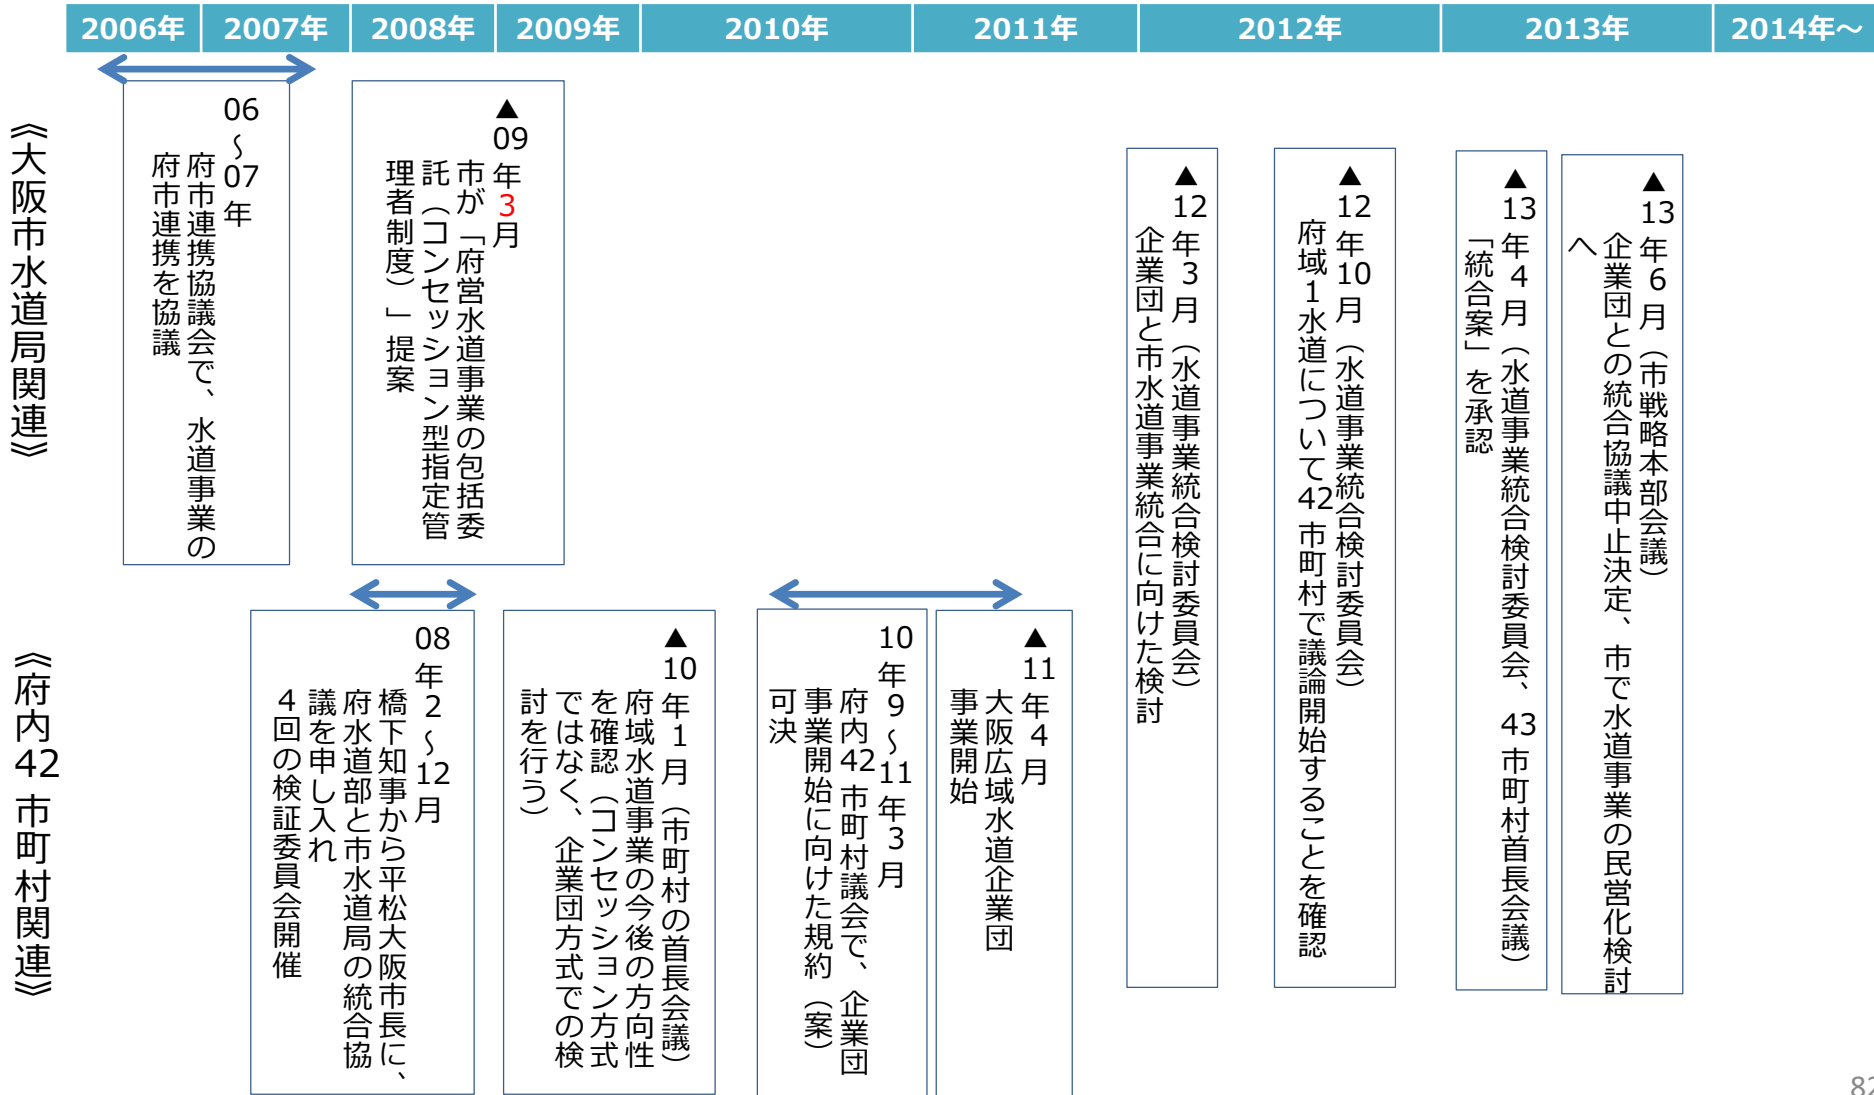 2006年
2007年
2008年
2009年
2010年
2011年
2012年
2013年
2014年～
《大阪市水道局関連》
06～07年
府市連携協議会で、水道事業の
府市連携を協議
▲09年3月
市が「府営水道事業の包括委
託（コンセッション型指定管
理者制度）」提案
▲12年3月（水道事業統合検討委員会）
企業団と市水道事業統合に向けた検討
▲12年10月（水道事業統合検討委員会）
府域1水道について42市町村で議論開始することを確認
▲13年4月（水道事業統合検討委員会、43市町村首長会議）
「統合案」を承認
▲13年6月（市戦略本部会議）
企業団との統合協議中止決定、市で水道事業の民営化検討
へ
《府内42市町村関連》
08年2～12月
橋下知事から平松大阪市長に、
府水道部と市水道局の統合協
議を申し入れ
4回の検証委員会開催
▲10年1月（市町村の首長会議）
府域水道事業の今後の方向性
を確認（コンセッション方式
ではなく、企業団方式での検
討を行う）
10年9～11年3月
府内42市町村議会で、企業団
事業開始に向けた規約（案）
可決
▲11年4月
大阪広域水道企業団
事業開始
82